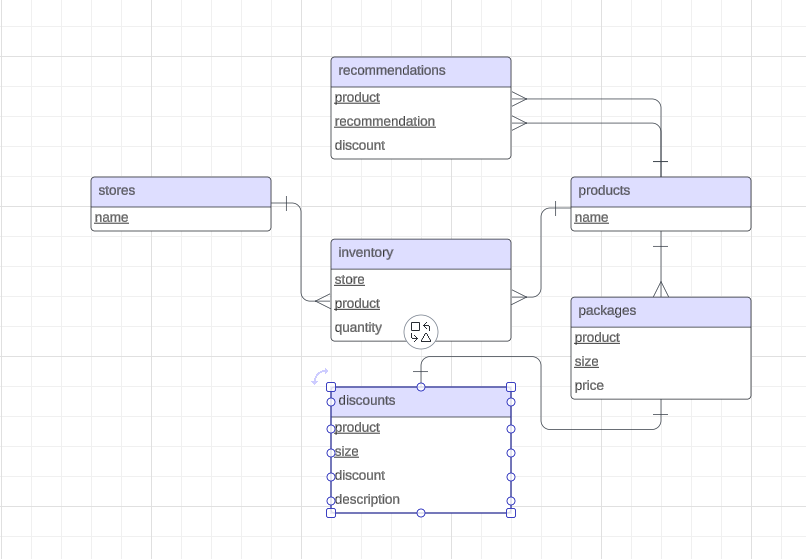 recommendations
product
recommendation
discount
stores
name
products
name
inventory
store
product
quantity
packages
product
size
price
discounts
product
size
discount
description